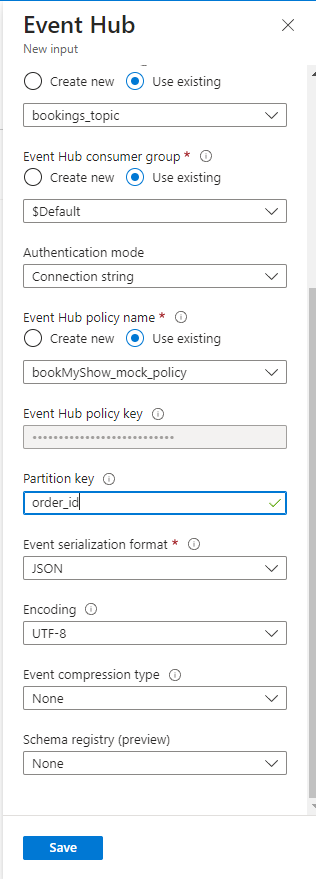 Event Hub
New input
Create new
Use existing
bookings_topic
Event Hub consumer group *
Create new
Use existing
$Default
Authentication mode
Connection string
Event Hub policy name *
Create new
Use existing
bookMyShow_mock_policy
Event Hub policy key
••••••••••••••••••••••••••••
Partition key
order_id
Event serialization format *
JSON
Encoding
UTF-8
Event compression type
None
Schema registry (preview)
None
Save